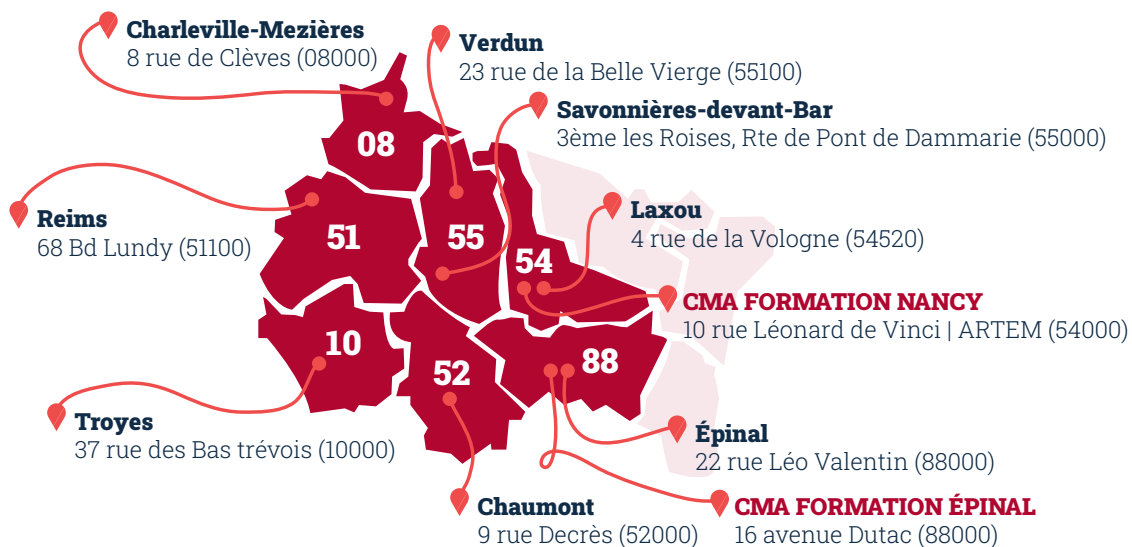 Charleville-Mezières
8 rue de Clèves (08000)
Verdun
23 rue de la Belle Vierge (55100)
Savonnières-devant-Bar
3ème les Roises, Rte de Pont de Dammarie (55000)
08
Reims
68 Bd Lundy (51100)
51
55
Laxou
4 rue de la Vologne (54520)
54
CMA FORMATION NANCY
10 rue Léonard de Vinci | ARTEM (54000)
10
52
88
Troyes
37 rue des Bas trévois (10000)
Épinal
22 rue Léo Valentin (88000)
Chaumont
9 rue Decrès (52000)
CMA FORMATION ÉPINAL
16 avenue Dutac (88000)